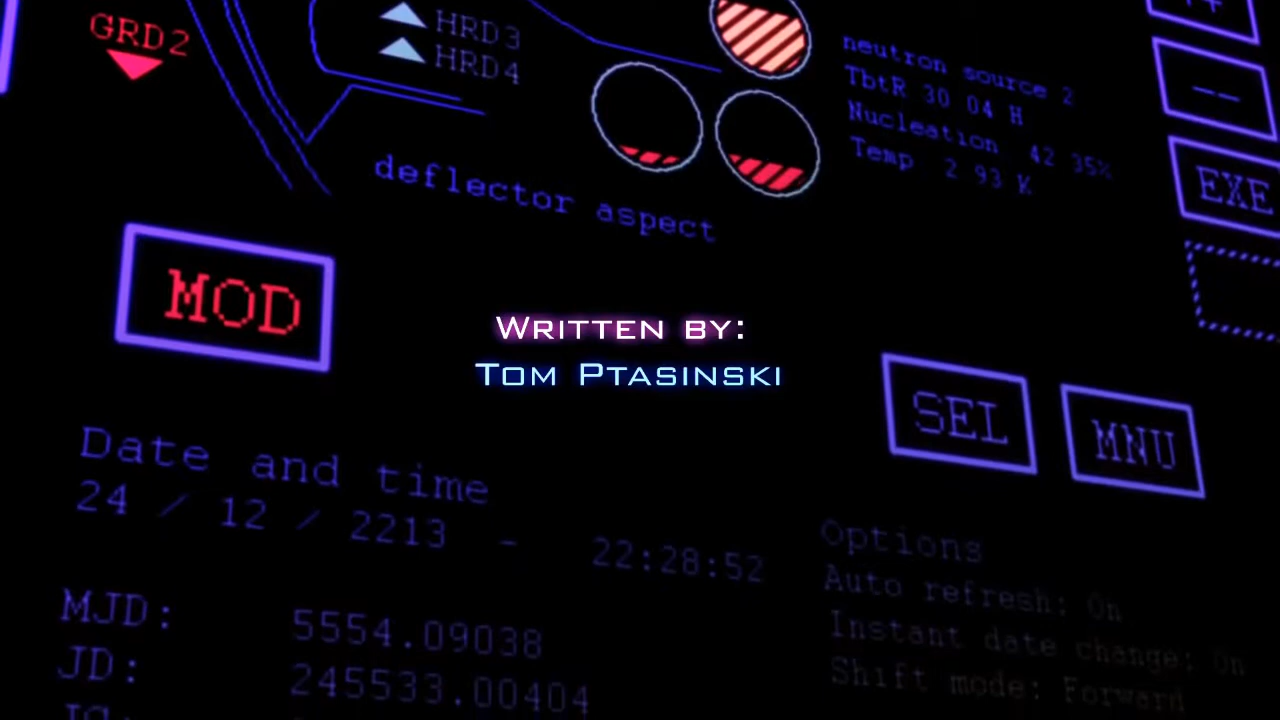 GRD2
HRD3
HRD4
neutron source 2
TbtR 30 04 H
Nucleation 42 35%
Temp 2 93 K
++
--
EXE
deflector aspect
MOD
WRITTEN BY:
TOM PTASINSKI
SEL
MNU
Date and time
24 / 12 / 2213 - 22:28:52
MJD: 5554.09038
JD: 245533.00404
Options
Auto refresh: On
Instant date change: On
Shift mode: Forward